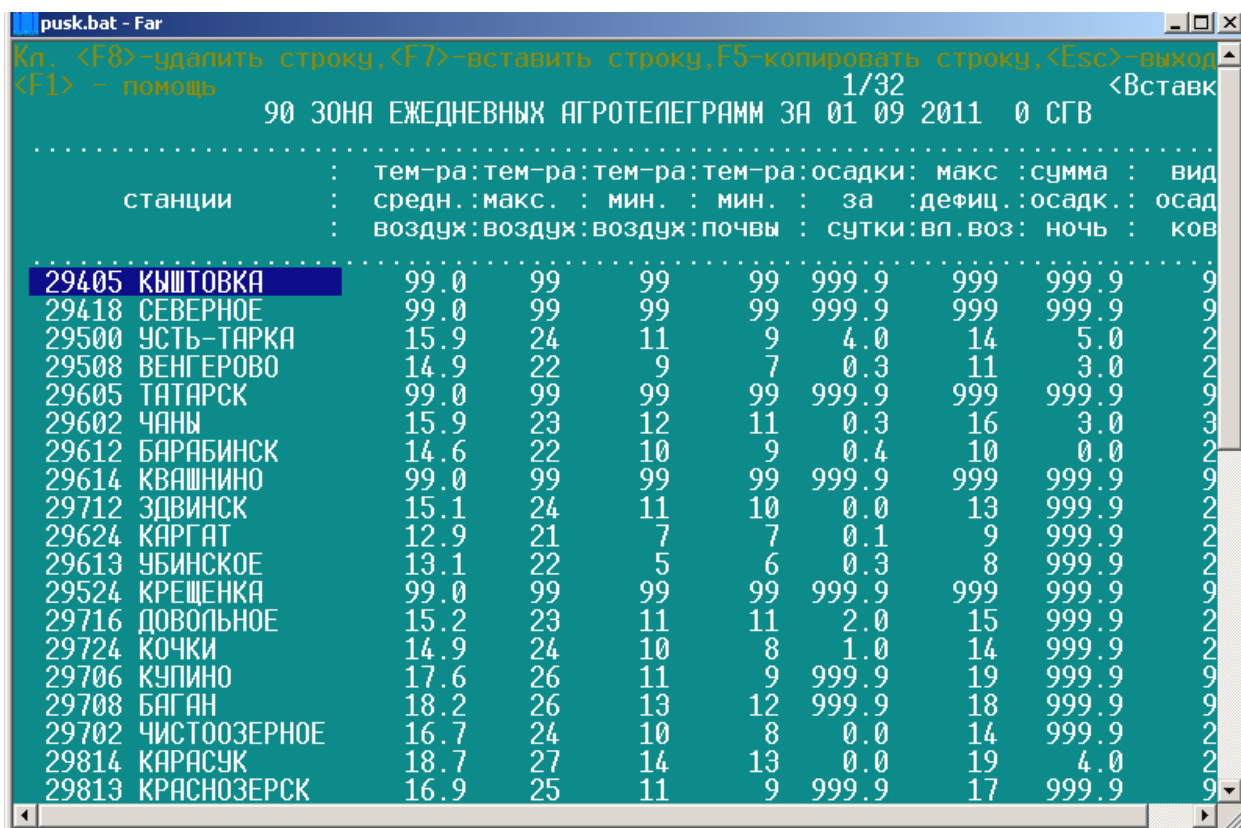 pusk.bat - Far
Кл. <F8>-удалить строку,<F7>-вставить строку,F5-копировать строку,<Esc>-выход
<F1> - помощь 1/32 <Вставк
90 ЗОНА ЕЖЕДНЕВНЫХ АГРОТЕЛЕГРАММ ЗА 01 09 2011 0 СГВ
: тем-ра:тем-ра:тем-ра:тем-ра:осадки: макс :сумма : вид
станции : средн.:макс. : мин. : мин. : за :дефиц.:осадк.: осад
: воздух:воздух:воздух:почвы : сутки:вл.воз: ночь : ков
29405 КЫШТОВКА 99.0 99 99 99 999.9 999 999.9 9
29418 СЕВЕРНОЕ 99.0 99 99 99 999.9 999 999.9 9
29500 УСТЬ-ТАРКА 15.9 24 11 9 4.0 14 5.0 2
29508 ВЕНГЕРОВО 14.9 22 9 7 0.3 11 3.0 2
29605 ТАТАРСК 99.0 99 99 99 999.9 999 999.9 9
29602 ЧАНЫ 15.9 23 12 11 0.3 16 3.0 3
29612 БАРАБИНСК 14.6 22 10 9 0.4 10 0.0 2
29614 КВАШНИНО 99.0 99 99 99 999.9 999 999.9 9
29712 ЗДВИНСК 15.1 24 11 10 0.0 13 999.9 2
29624 КАРГАТ 12.9 21 7 7 0.1 9 999.9 2
29613 УБИНСКОЕ 13.1 22 5 6 0.3 8 999.9 2
29524 КРЕЩЕНКА 99.0 99 99 99 999.9 999 999.9 9
29716 ДОВОЛЬНОЕ 15.2 23 11 11 2.0 15 999.9 2
29724 КОЧКИ 14.9 24 10 8 1.0 14 999.9 2
29706 КУПИНО 17.6 26 11 9 999.9 19 999.9 9
29708 БАГАН 18.2 26 13 12 999.9 18 999.9 9
29702 ЧИСТООЗЕРНОЕ 16.7 24 10 8 0.0 14 999.9 2
29814 КАРАСУК 18.7 27 14 13 0.0 19 4.0 2
29813 КРАСНОЗЕРСК 16.9 25 11 9 999.9 17 999.9 9